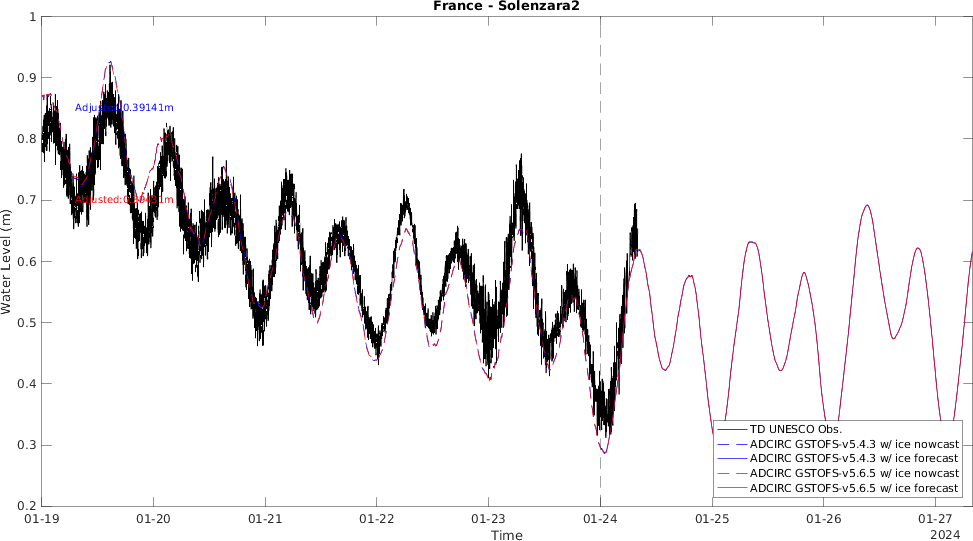 France - Solenzara2
1
0.9
0.8
0.7
0.6
0.5
0.4
0.3
0.2
Water Level (m)
Adjusted:0.39141m
01-19
01-20
01-21
01-22
01-23
01-24
01-25
01-26
01-27
Time
2024
TD UNESCO Obs.
ADCIRC GSTOFS-v5.4.3 w/ ice nowcast
ADCIRC GSTOFS-v5.4.3 w/ ice forecast
ADCIRC GSTOFS-v5.6.5 w/ ice nowcast
ADCIRC GSTOFS-v5.6.5 w/ ice forecast